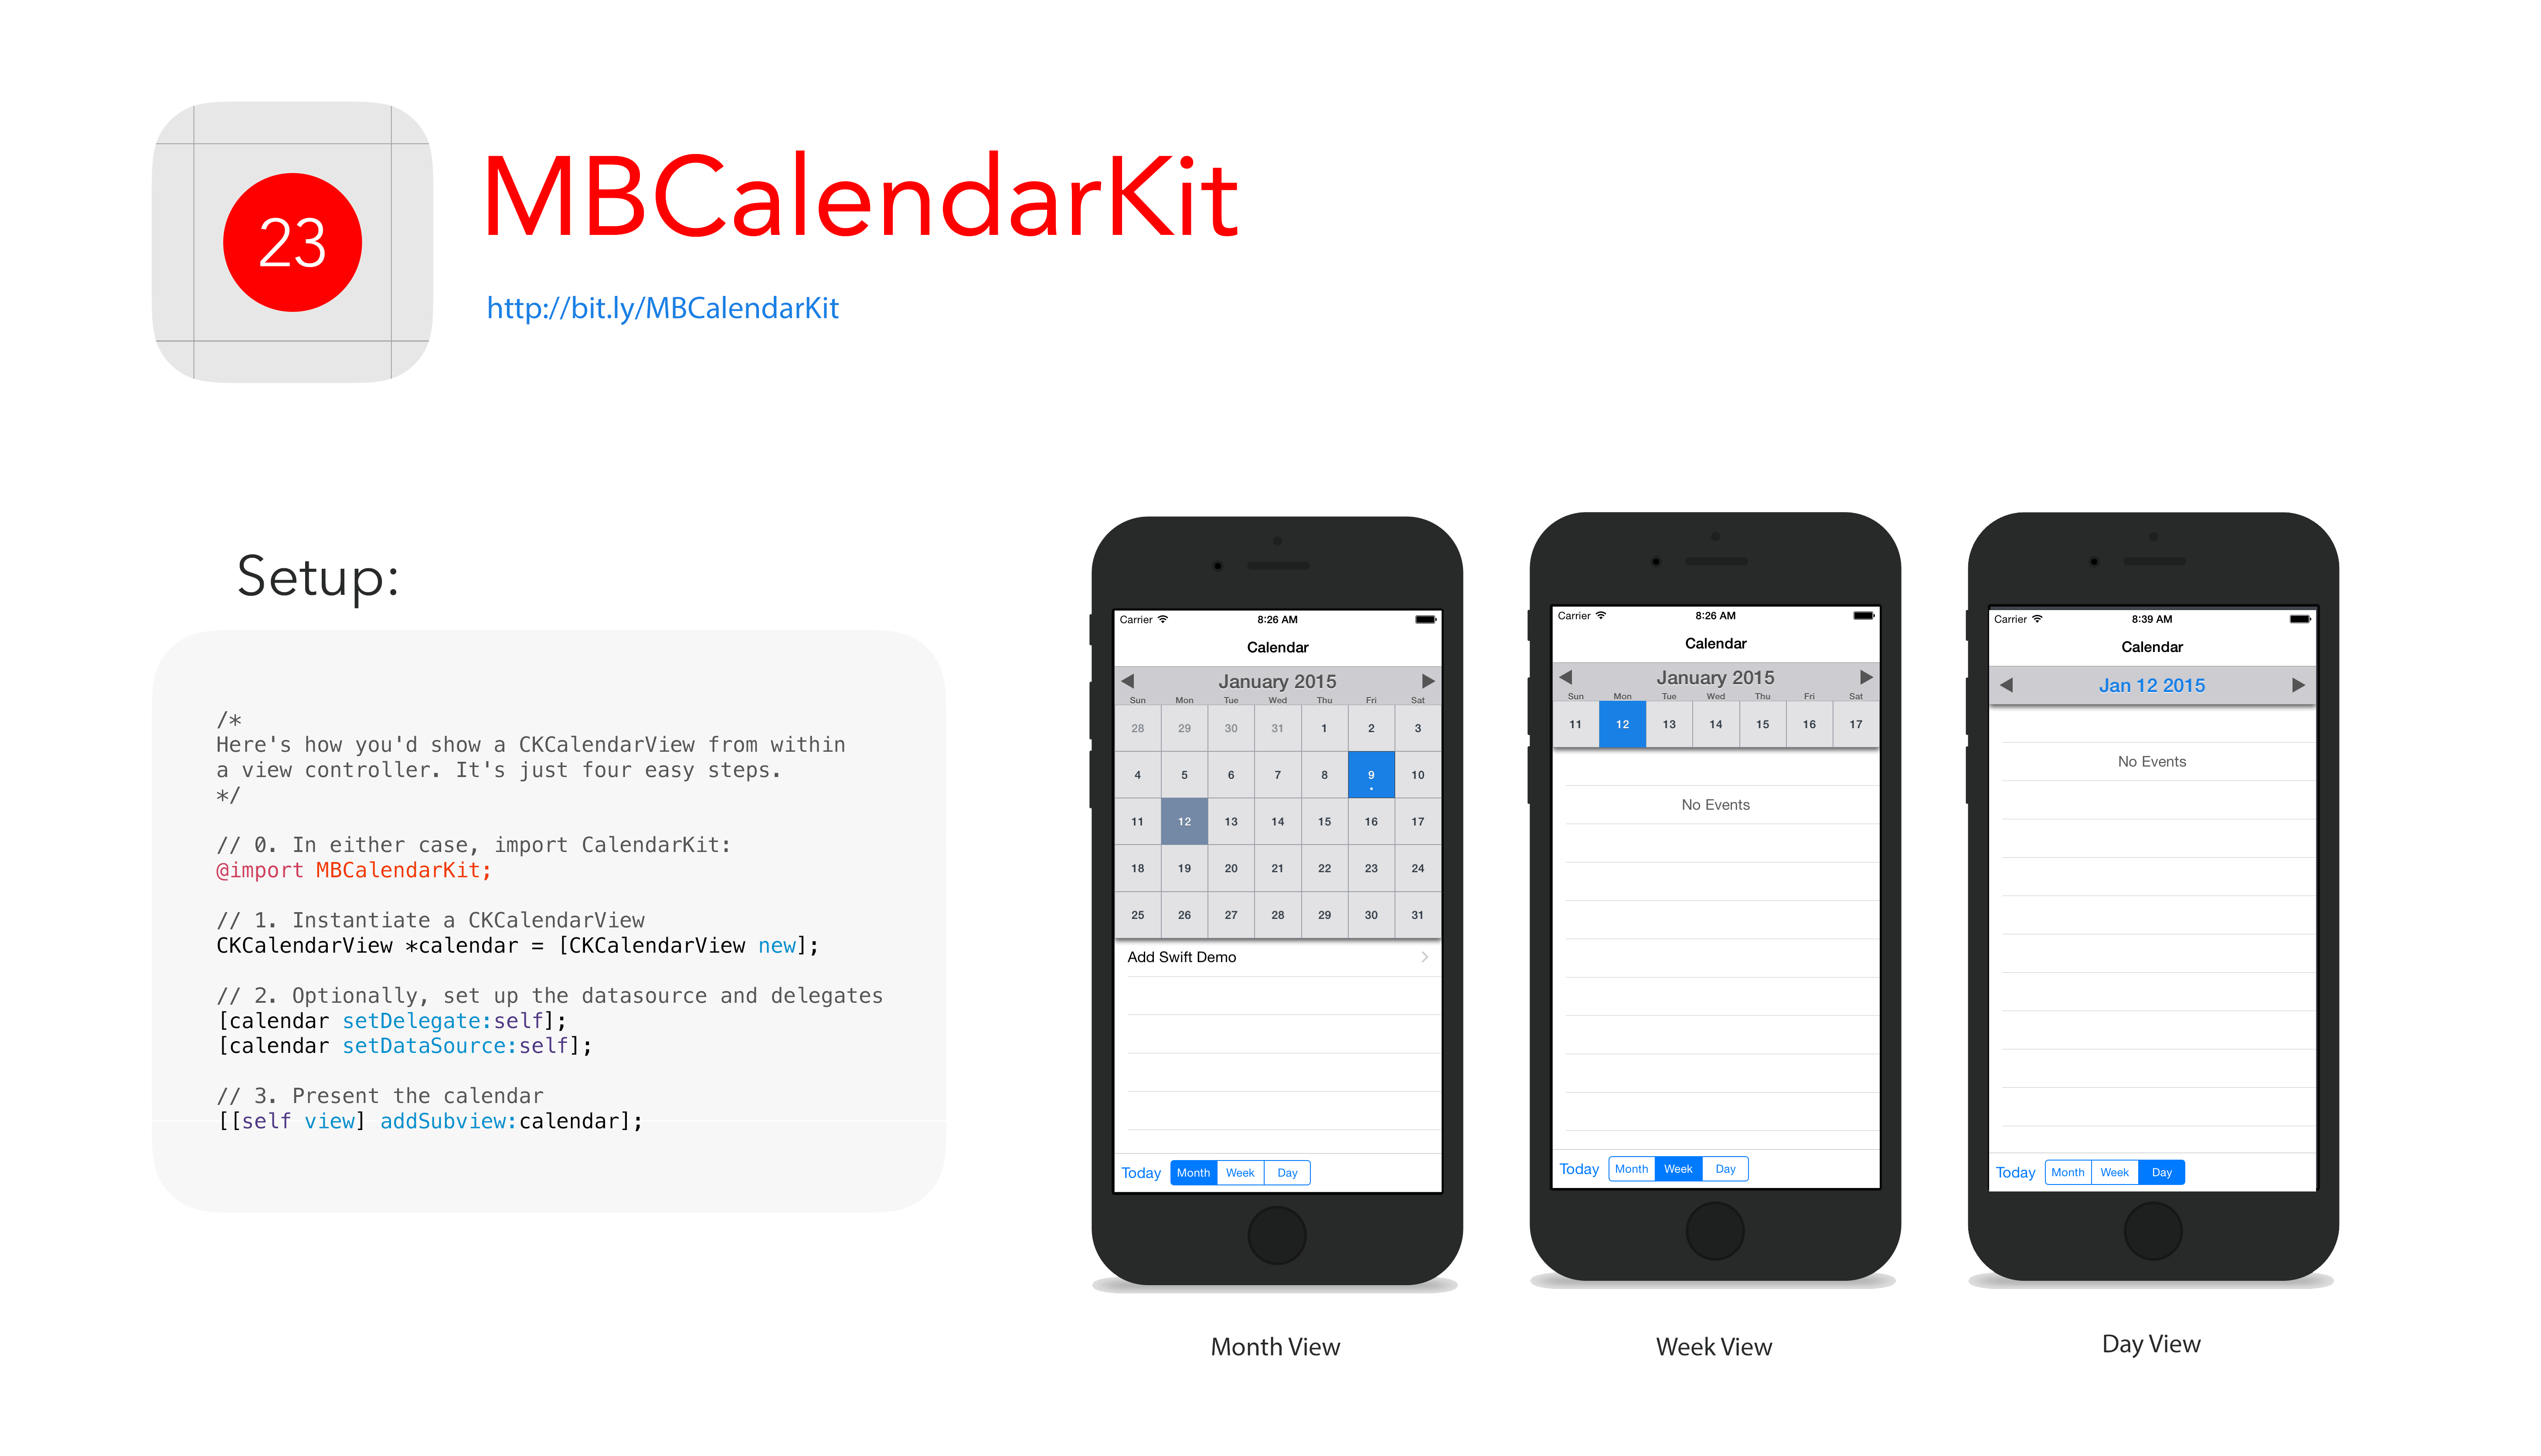 23
MBCalendarKit
http://bit.ly/MBCalendarKit
Setup:
/*
Here's how you'd show a CKCalendarView from within
a view controller. It's just four easy steps.
*/
// 0. In either case, import CalendarKit:
@import MBCalendarKit;
// 1. Instantiate a CKCalendarView
CKCalendarView *calendar = [CKCalendarView new];
// 2. Optionally, set up the datasource and delegates
[calendar setDelegate:self];
[calendar setDataSource:self];
// 3. Present the calendar
[[self view] addSubview:calendar];
Carrier 8:26 AM
Calendar
January 2015
Sun Mon Tue Wed Thu Fri Sat
28 29 30 31 1 2 3
4 5 6 7 8 9 10
11 12 13 14 15 16 17
18 19 20 21 22 23 24
25 26 27 28 29 30 31
Add Swift Demo
Today Month Week Day
Month View
Carrier 8:26 AM
Calendar
January 2015
Sun Mon Tue Wed Thu Fri Sat
11 12 13 14 15 16 17
No Events
Today Month Week Day
Week View
Carrier 8:39 AM
Calendar
Jan 12 2015
No Events
Today Month Week Day
Day View